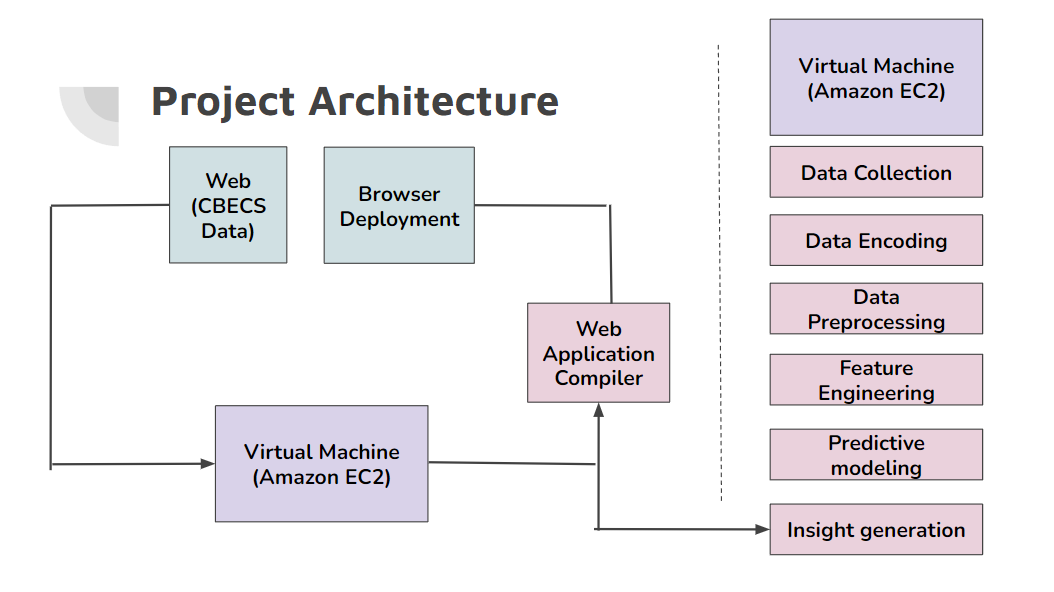 Project Architecture
Web
(CBECS
Data)
Browser
Deployment
Web
Application
Compiler
Virtual Machine
(Amazon EC2)
Virtual Machine
(Amazon EC2)
Data Collection
Data Encoding
Data
Preprocessing
Feature
Engineering
Predictive
modeling
Insight generation